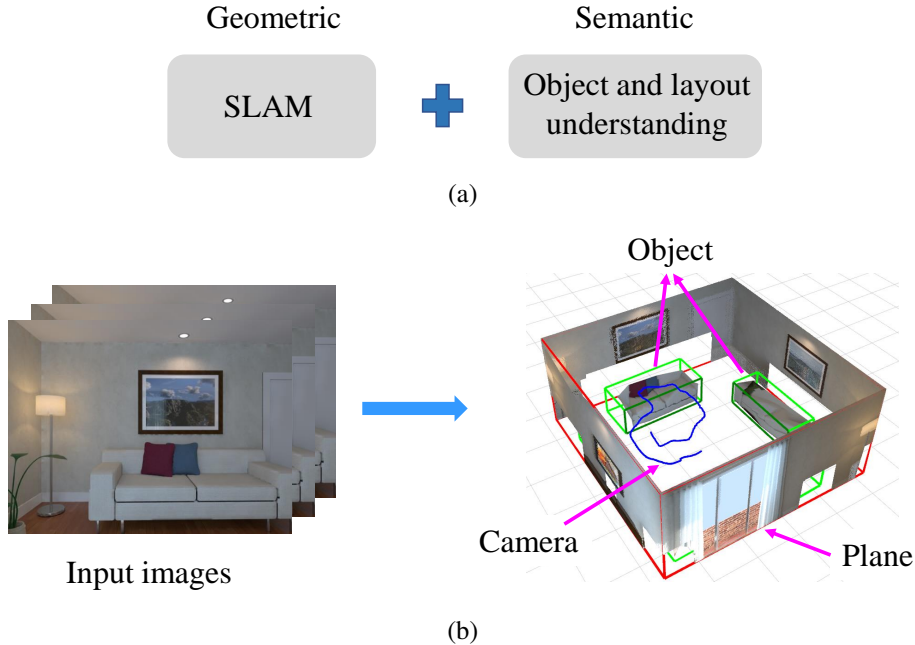 Geometric
Semantic
SLAM
Object and layout
understanding
(a)
Object
Camera
Plane
Input images
(b)